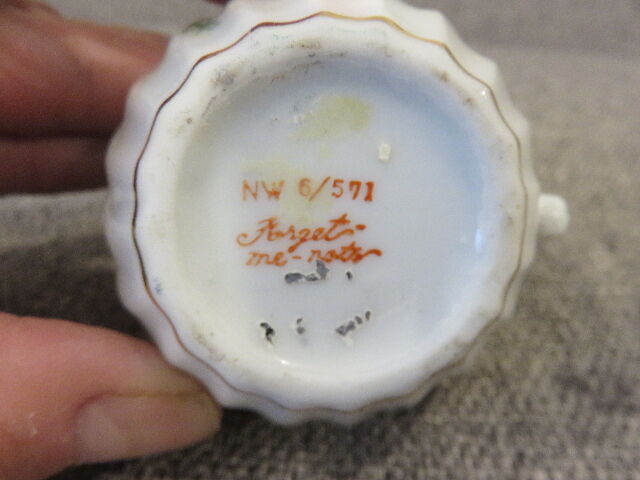 NW 6/571
Forget-
me-nots